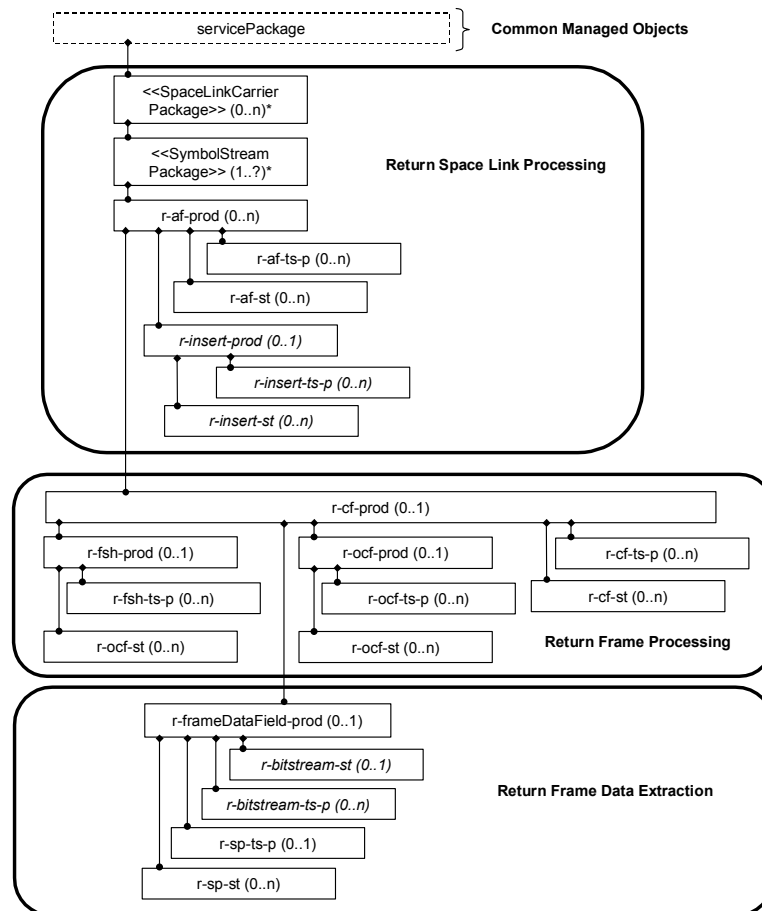 servicePackage
Common Managed Objects
<<SpaceLinkCarrier
Package>> (0..n)*
<<SymbolStream
Package>> (1..?)*
Return Space Link Processing
r-af-prod (0..n)
r-af-ts-p (0..n)
r-af-st (0..n)
r-insert-prod (0..1)
r-insert-ts-p (0..n)
r-insert-st (0..n)
r-cf-prod (0..1)
r-fsh-prod (0..1)
r-ocf-prod (0..1)
r-cf-ts-p (0..n)
r-fsh-ts-p (0..n)
r-ocf-ts-p (0..n)
r-cf-st (0..n)
r-ocf-st (0..n)
r-ocf-st (0..n)
Return Frame Processing
r-frameDataField-prod (0..1)
r-bitstream-st (0..1)
r-bitstream-ts-p (0..n)
Return Frame Data Extraction
r-sp-ts-p (0..1)
r-sp-st (0..n)